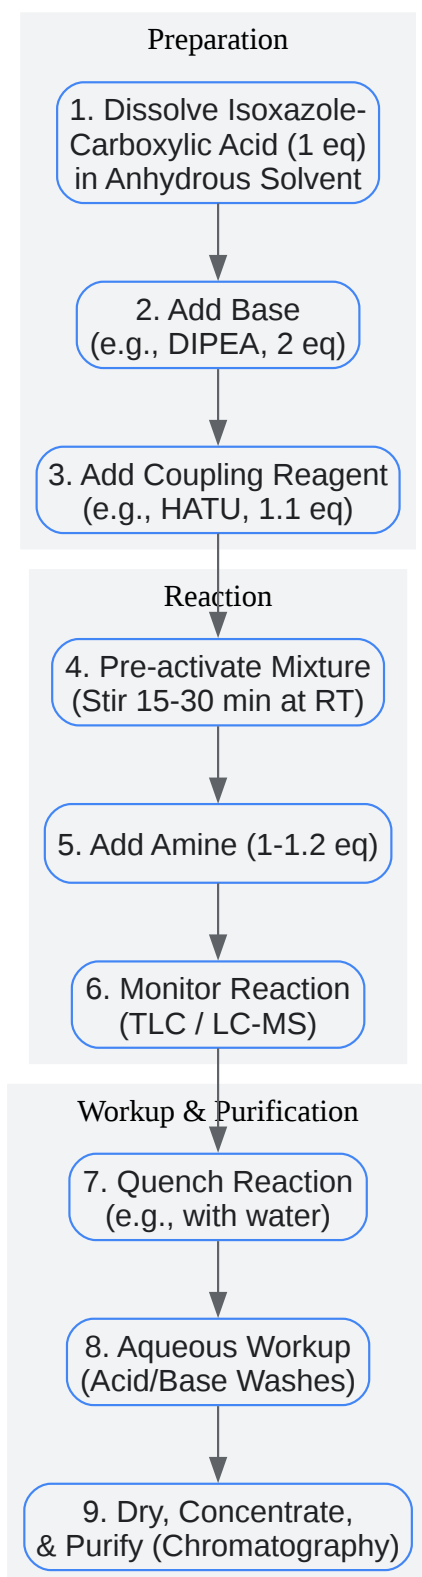 Preparation
1. Dissolve Isoxazole-
Carboxylic Acid (1 eq)
in Anhydrous Solvent
2. Add Base
(e.g., DIPEA, 2 eq)
3. Add Coupling Reagent
(e.g., HATU, 1.1 eq)
Reaction
4. Pre-activate Mixture
(Stir 15-30 min at RT)
5. Add Amine (1-1.2 eq)
6. Monitor Reaction
(TLC / LC-MS)
Workup & Purification
7. Quench Reaction
(e.g., with water)
8. Aqueous Workup
(Acid/Base Washes)
9. Dry, Concentrate,
& Purify (Chromatography)